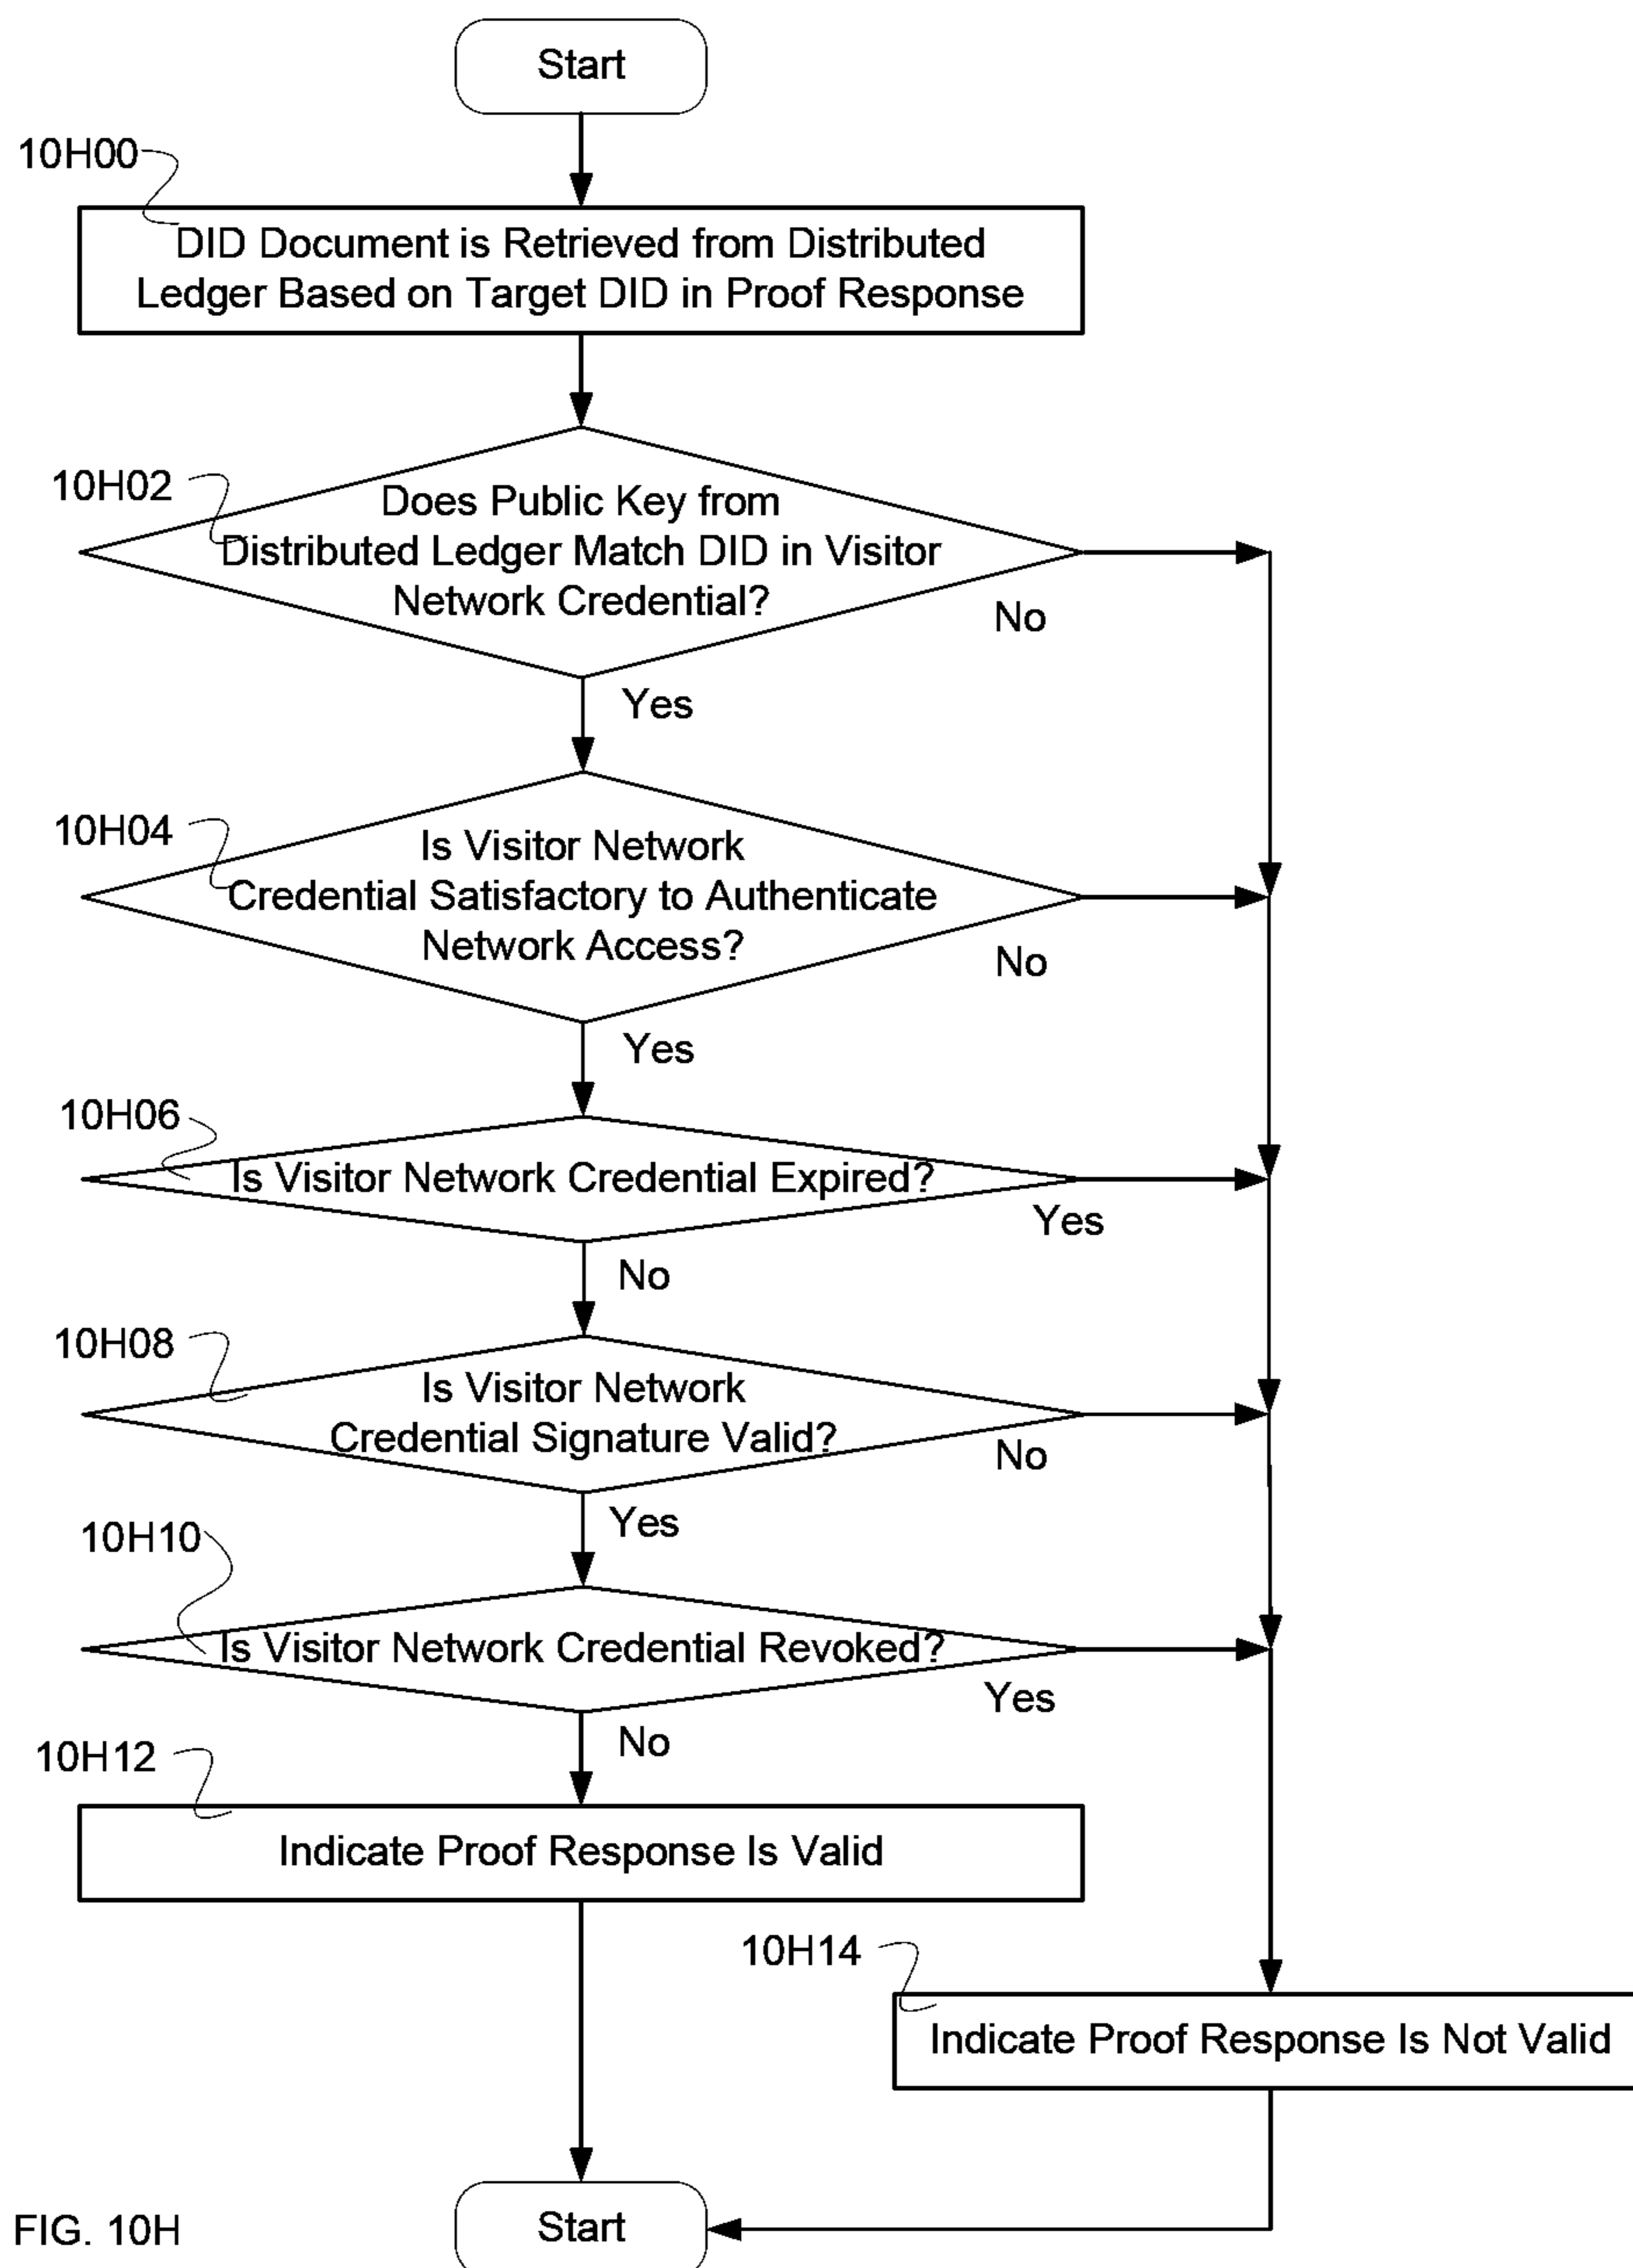 Start
10H00
DID Document is Retrieved from Distributed
Ledger Based on Target DID in Proof Response
10H02
Does Public Key from
Distributed Ledger Match DID in Visitor
Network Credential?
No
Yes
10H04
Is Visitor Network
Credential Satisfactory to Authenticate
Network Access?
No
Yes
10H06
Is Visitor Network Credential Expired?
Yes
No
10H08
Is Visitor Network
Credential Signature Valid?
No
Yes
10H10
Is Visitor Network Credential Revoked?
Yes
No
10H12
Indicate Proof Response Is Valid
10H14
Indicate Proof Response Is Not Valid
Start
FIG. 10H